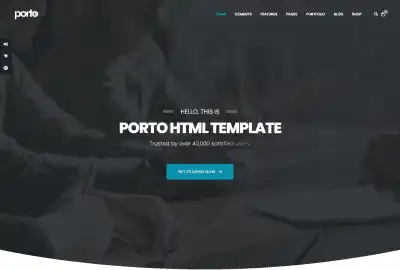 porto
HOME ELEMENTS FEATURES PAGES PORTFOLIO BLOG SHOP
HELLO, THIS IS
PORTO HTML TEMPLATE
Trusted by over 40,000 satisfied users
GET STARTED NOW